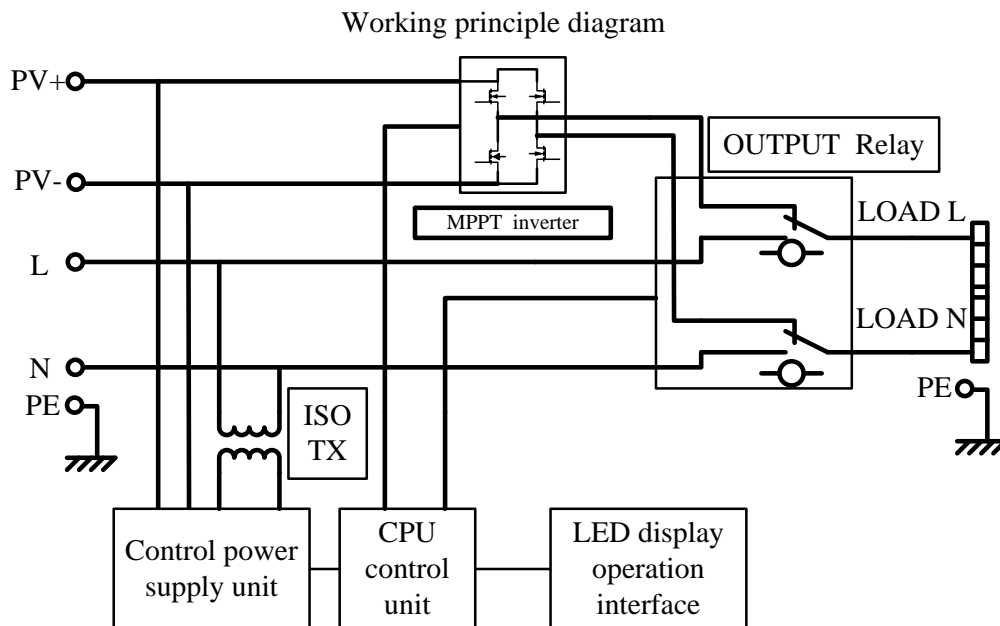 Working principle diagram
PV+
PV-
OUTPUT Relay
MPPT inverter
LOAD L
L
LOAD N
N
PE
PE
ISO
TX
Control power
supply unit
CPU
control
unit
LED display
operation
interface